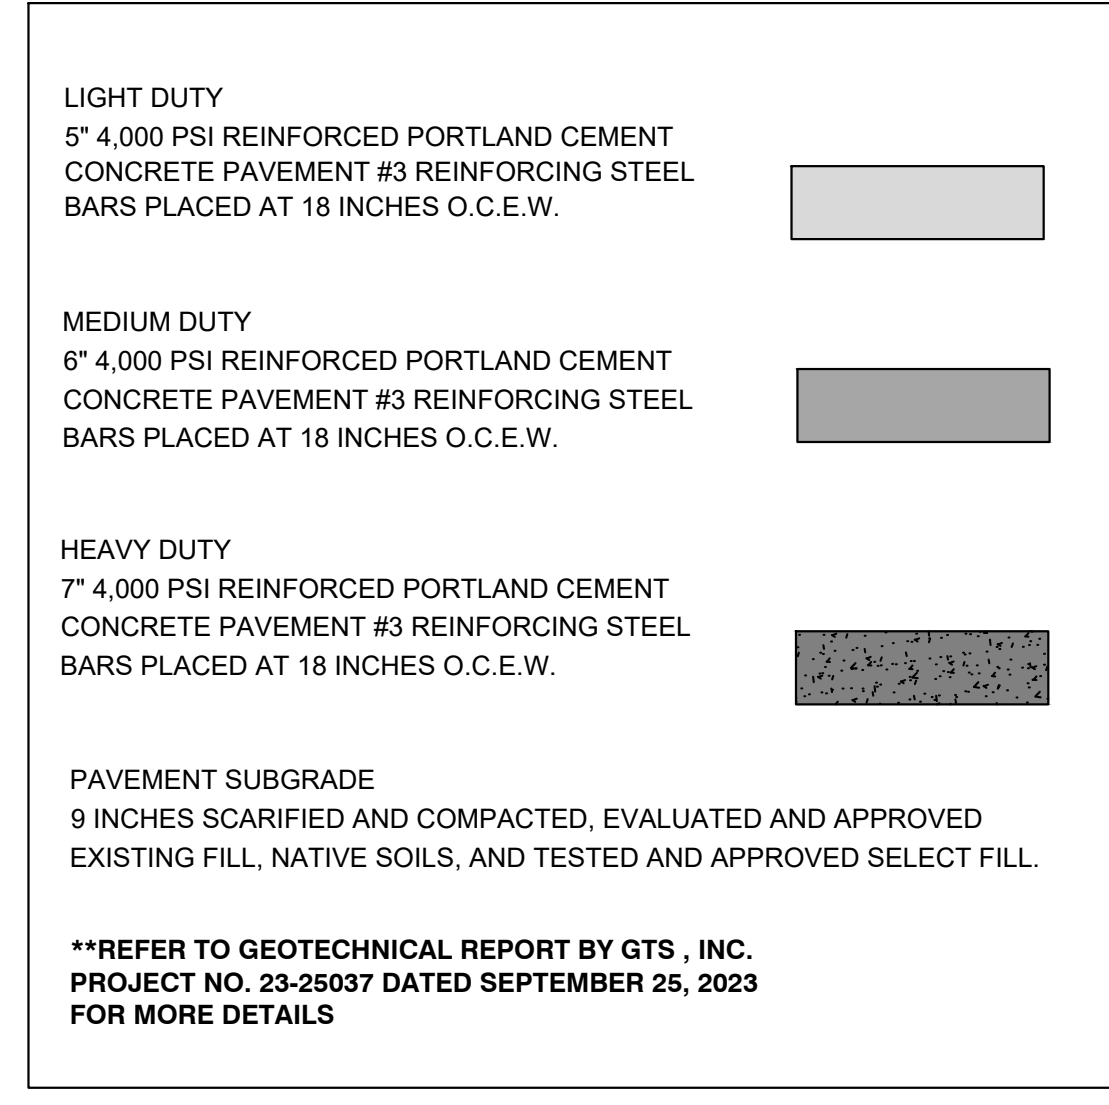 LIGHT DUTY
5" 4,000 PSI REINFORCED PORTLAND CEMENT
CONCRETE PAVEMENT #3 REINFORCING STEEL
BARS PLACED AT 18 INCHES O.C.E.W.
MEDIUM DUTY
6" 4,000 PSI REINFORCED PORTLAND CEMENT
CONCRETE PAVEMENT #3 REINFORCING STEEL
BARS PLACED AT 18 INCHES O.C.E.W.
HEAVY DUTY
7" 4,000 PSI REINFORCED PORTLAND CEMENT
CONCRETE PAVEMENT #3 REINFORCING STEEL
BARS PLACED AT 18 INCHES O.C.E.W.
PAVEMENT SUBGRADE
9 INCHES SCARIFIED AND COMPACTED, EVALUATED AND APPROVED
EXISTING FILL, NATIVE SOILS, AND TESTED AND APPROVED SELECT FILL.
**REFER TO GEOTECHNICAL REPORT BY GTS , INC.
PROJECT NO. 23-25037 DATED SEPTEMBER 25, 2023
FOR MORE DETAILS